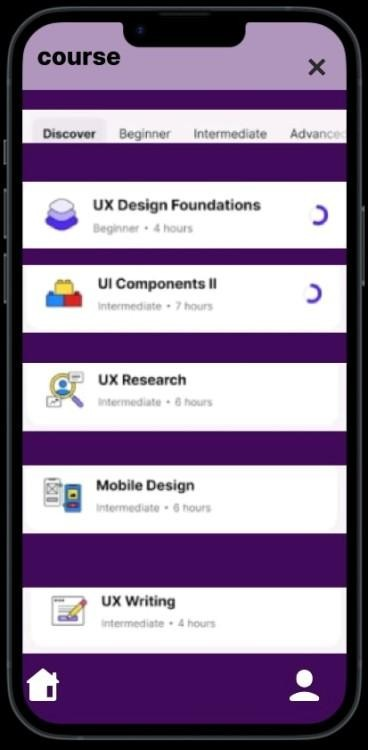 course
Discover Beginner Intermediate Advanced
UX Design Foundations
Beginner • 4 hours
UI Components II
Intermediate • 7 hours
UX Research
Intermediate • 6 hours
Mobile Design
Intermediate • 6 hours
UX Writing
Intermediate • 4 hours